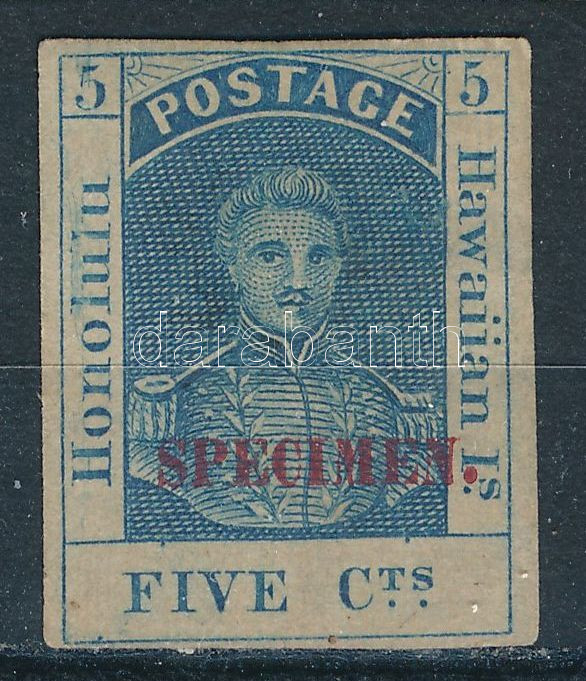 5
POSTAGE
5
Honolulu
Hawaiian Is.
darabanth
SPECIMEN.
FIVE Cts.